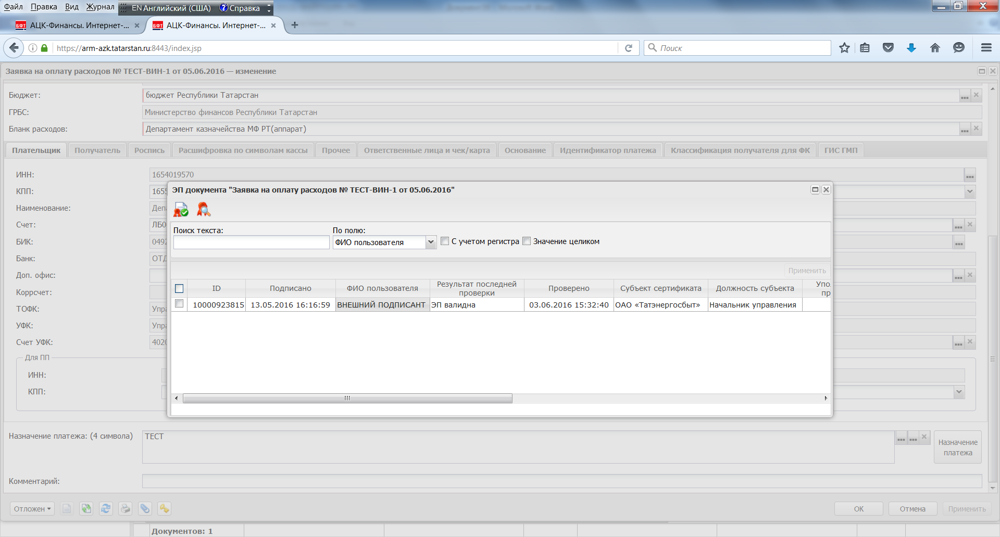 Файл Правка Вид Журнал EN Английский (США) Справка
АЦК-Финансы. Интернет-... АЦК-Финансы. Интернет-...
https://arm-azk.tatarstan.ru:8443/index.jsp Поиск
Заявка на оплату расходов № ТЕСТ-ВИН-1 от 05.06.2016 — изменение
Бюджет: бюджет Республики Татарстан
ГРБС: Министерство финансов Республики Татарстан
Бланк расходов: Департамент казначейства МФ РТ(аппарат)
Плательщик Получатель Роспись Расшифровка по символам кассы Прочее Ответственные лица и чек/карта Основание Идентификатор платежа Классификация получателя для ФК ГИС ГМП
ИНН: 1654019570
КПП: 165
Наименование: Деп
Счет: ЛБ0
БИК: 049
Банк: ОТД
Доп. офис:
Коррсчет:
ТОФК: Упра
УФК: Упра
Счет УФК: 402
Для ПП
ИНН:
КПП:
ЭП документа "Заявка на оплату расходов № ТЕСТ-ВИН-1 от 05.06.2016"
Поиск текста: По полю:
ФИО пользователя С учетом регистра Значение целиком
Применить
ID Подписано ФИО пользователя Результат последней проверки Проверено Субъект сертификата Должность субъекта Упо
пр
10000923815 13.05.2016 16:16:59 ВНЕШНИЙ ПОДПИСАНТ ЭП валидна 03.06.2016 15:32:40 ОАО «Татэнергосбыт» Начальник управления
Назначение платежа: (4 символа) ТЕСТ
Назначение
платежа
Комментарий:
Отложен OK Отмена Применить
Документов: 1